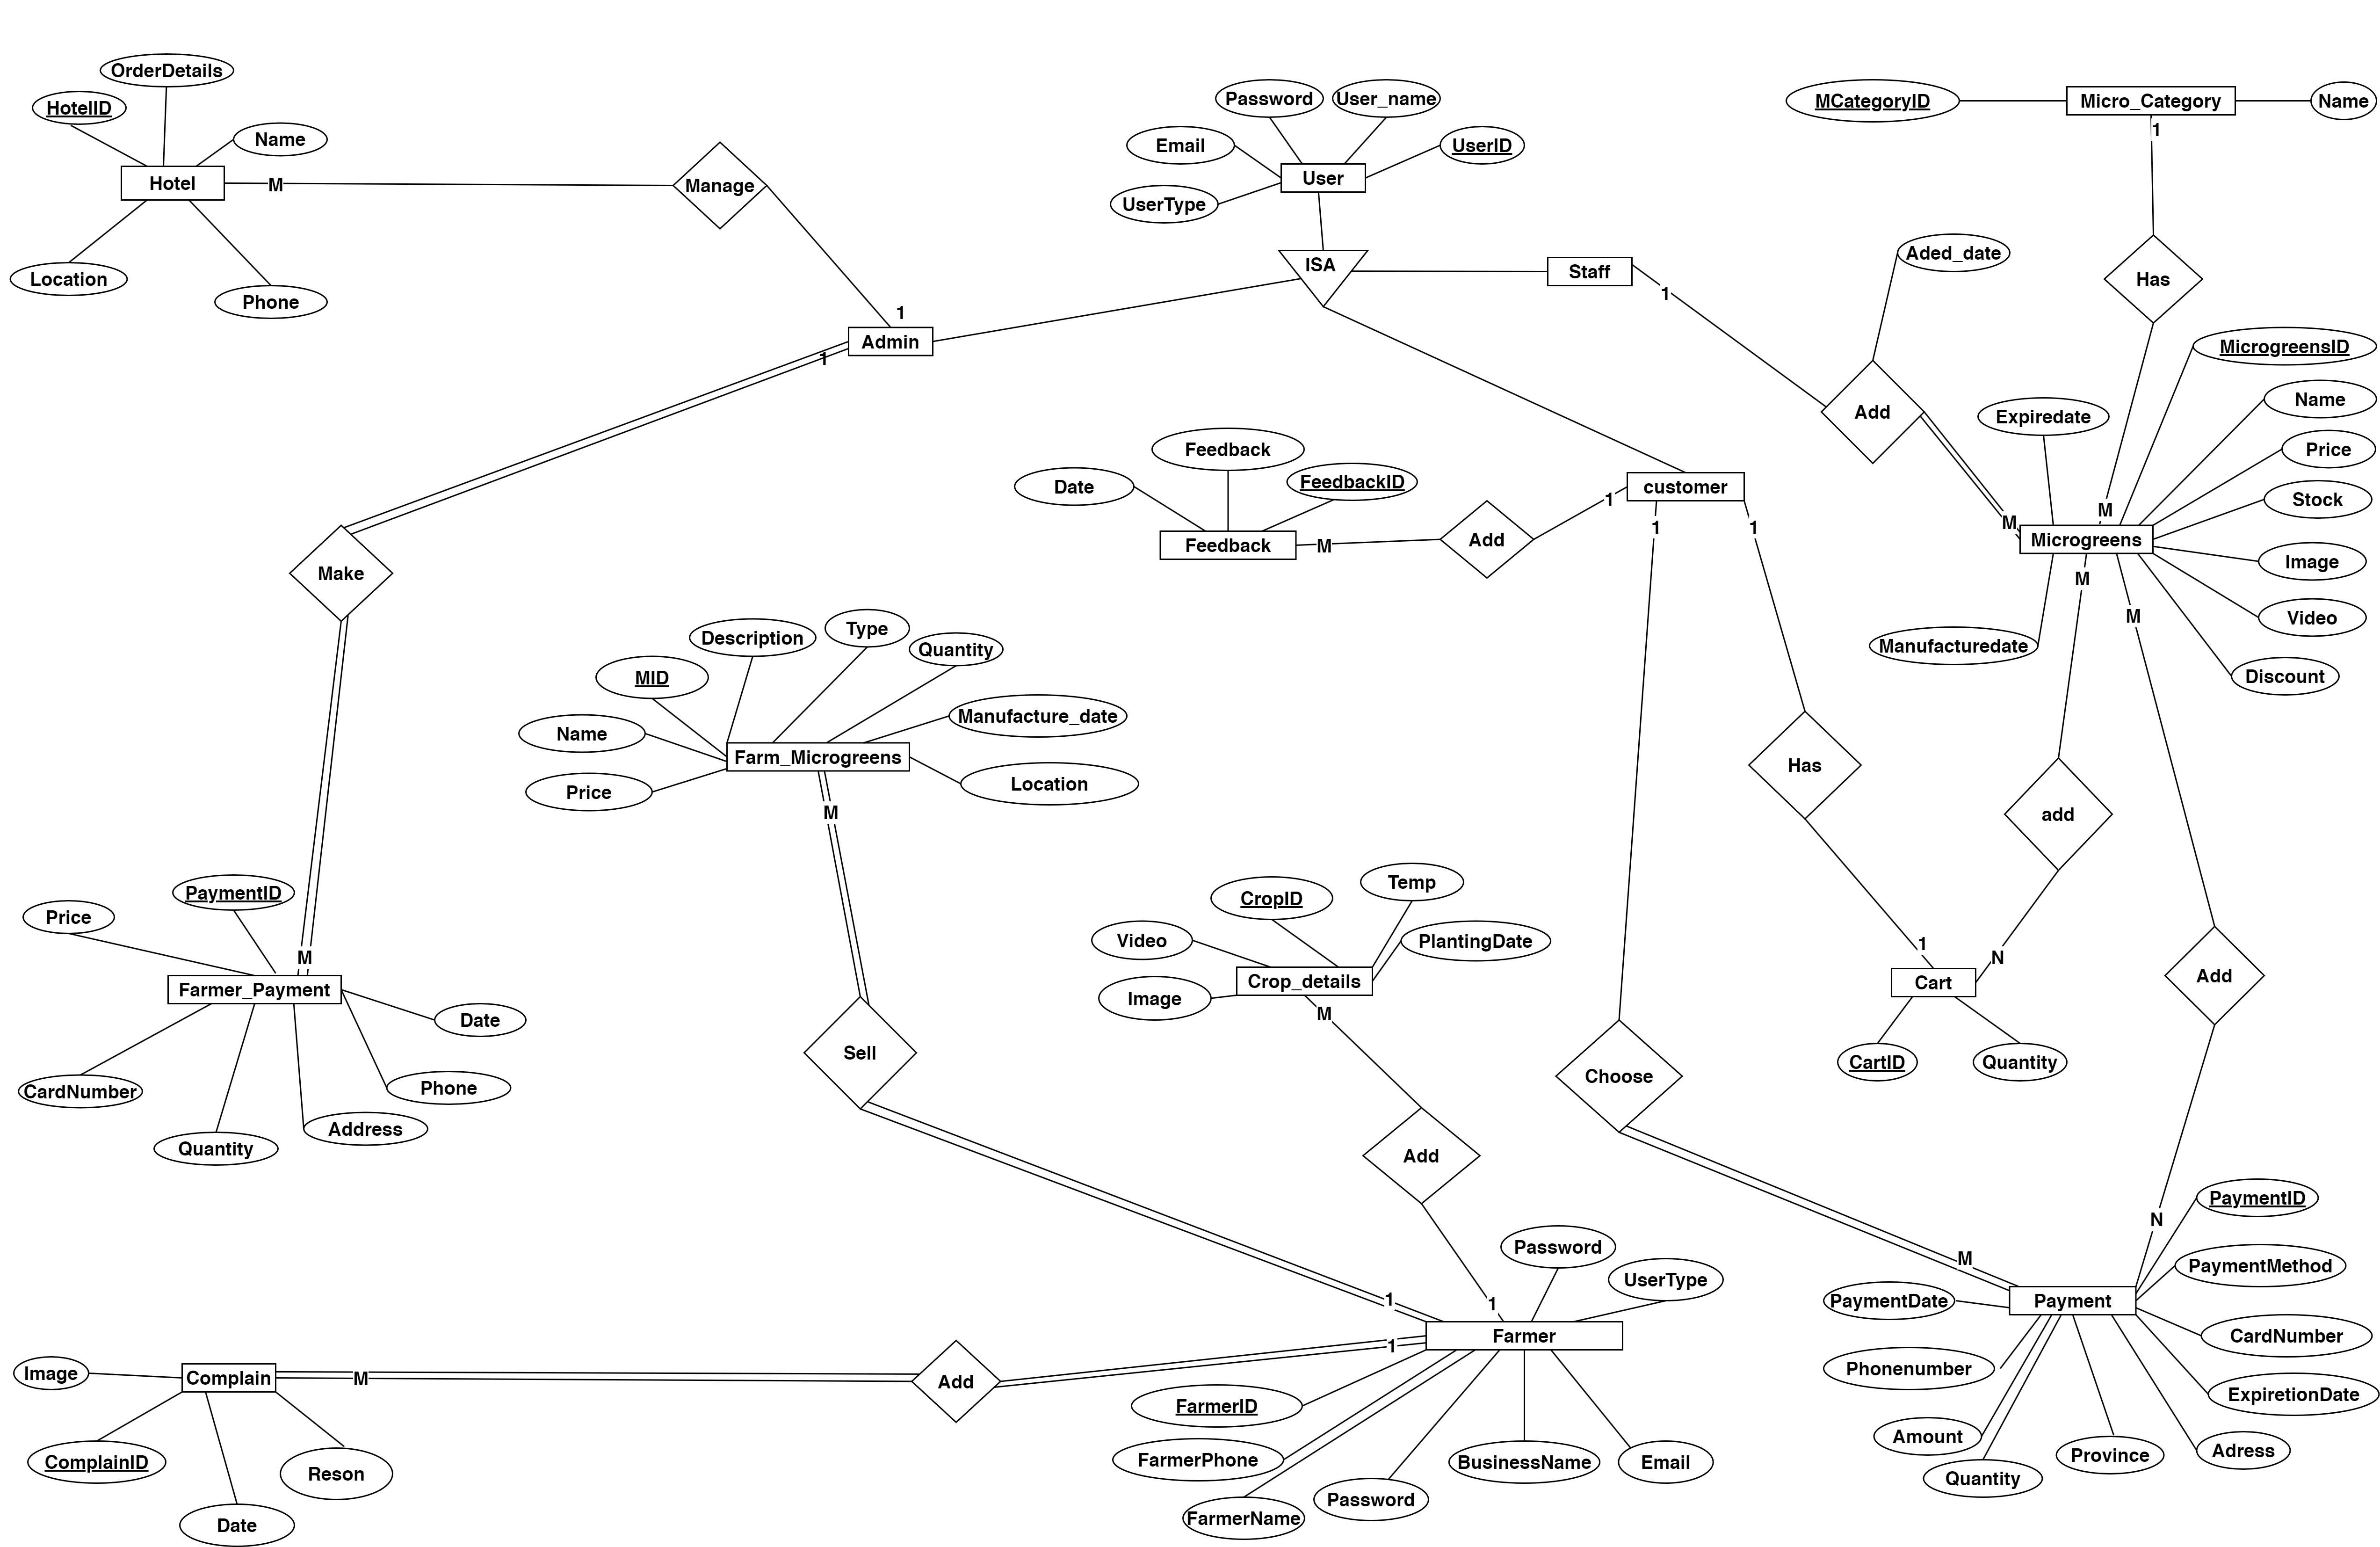 OrderDetails
HotelID
Name
Hotel
M
Manage
Location
Phone
1
Admin
1
Password
User_name
Email
UserID
User
UserType
ISA
Staff
1
MCategoryID
Micro_Category
Name
1
Has
Aded_date
Add
MicrogreensID
Name
Expiredate
Price
Stock
M
M
Microgreens
Image
M
M
Video
Manufacturedate
Discount
Feedback
Date
FeedbackID
Feedback
M
Add
1
customer
1
1
Make
Description
Type
Quantity
MID
Manufacture_date
Name
Farm_Microgreens
Location
Price
M
Has
add
PaymentID
Price
M
Farmer_Payment
Date
CardNumber
Phone
Address
Quantity
Sell
CropID
Temp
Video
PlantingDate
Crop_details
Image
M
Add
1
Choose
1
N
Cart
CartID
Quantity
Add
N
PaymentID
PaymentMethod
M
PaymentDate
Payment
CardNumber
Phonenumber
ExpiretionDate
Amount
Province
Adress
Quantity
Password
UserType
1
Farmer
1
Add
M
Complain
Image
ComplainID
Reson
Date
FarmerID
FarmerPhone
BusinessName
Email
Password
FarmerName